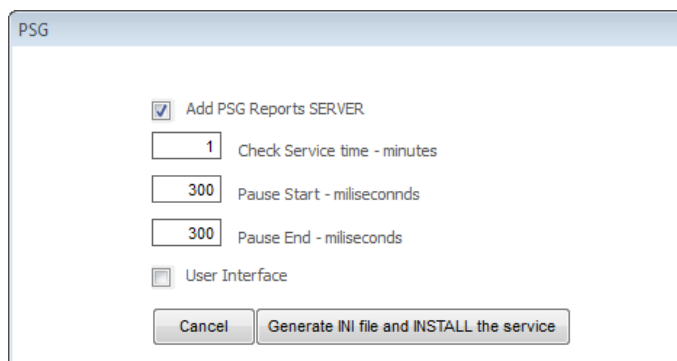 PSG
Add PSG Reports SERVER
1 Check Service time - minutes
300 Pause Start - miliseconnds
300 Pause End - miliseconds
User Interface
Cancel Generate INI file and INSTALL the service